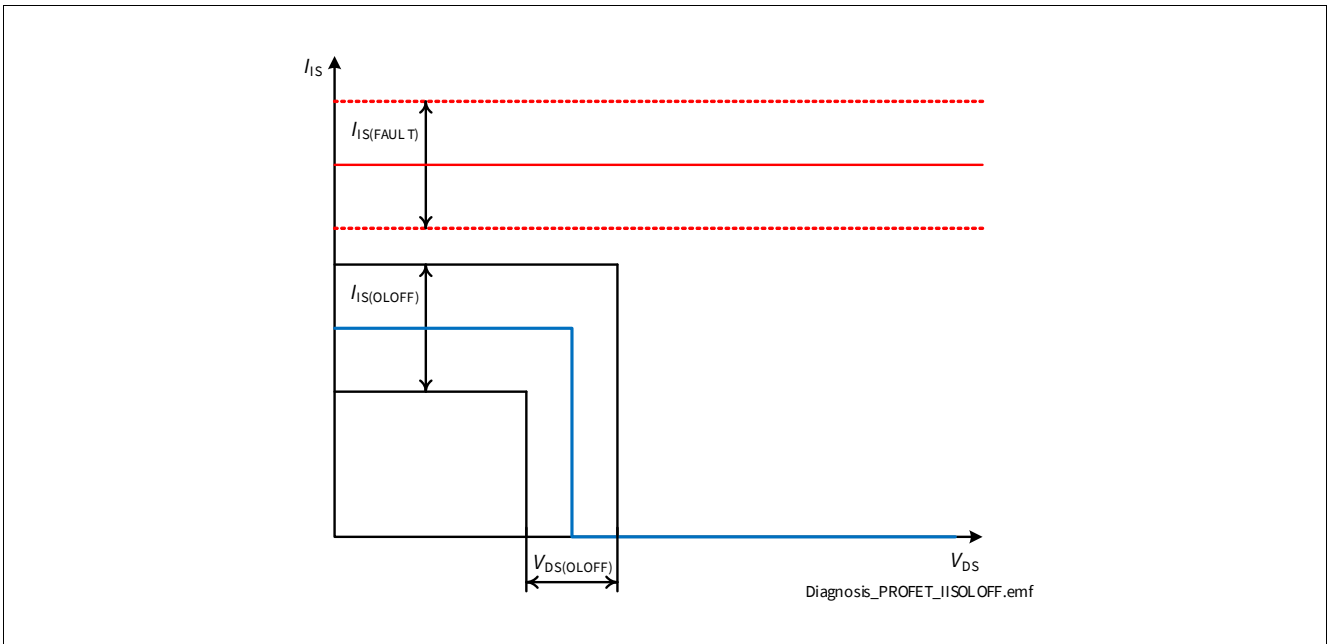 IIS
IIS(FAULT)
IIS(OLOFF)
VDS(OLOFF)
VDS
Diagnosis_PROFET_IISOLOFF.emf